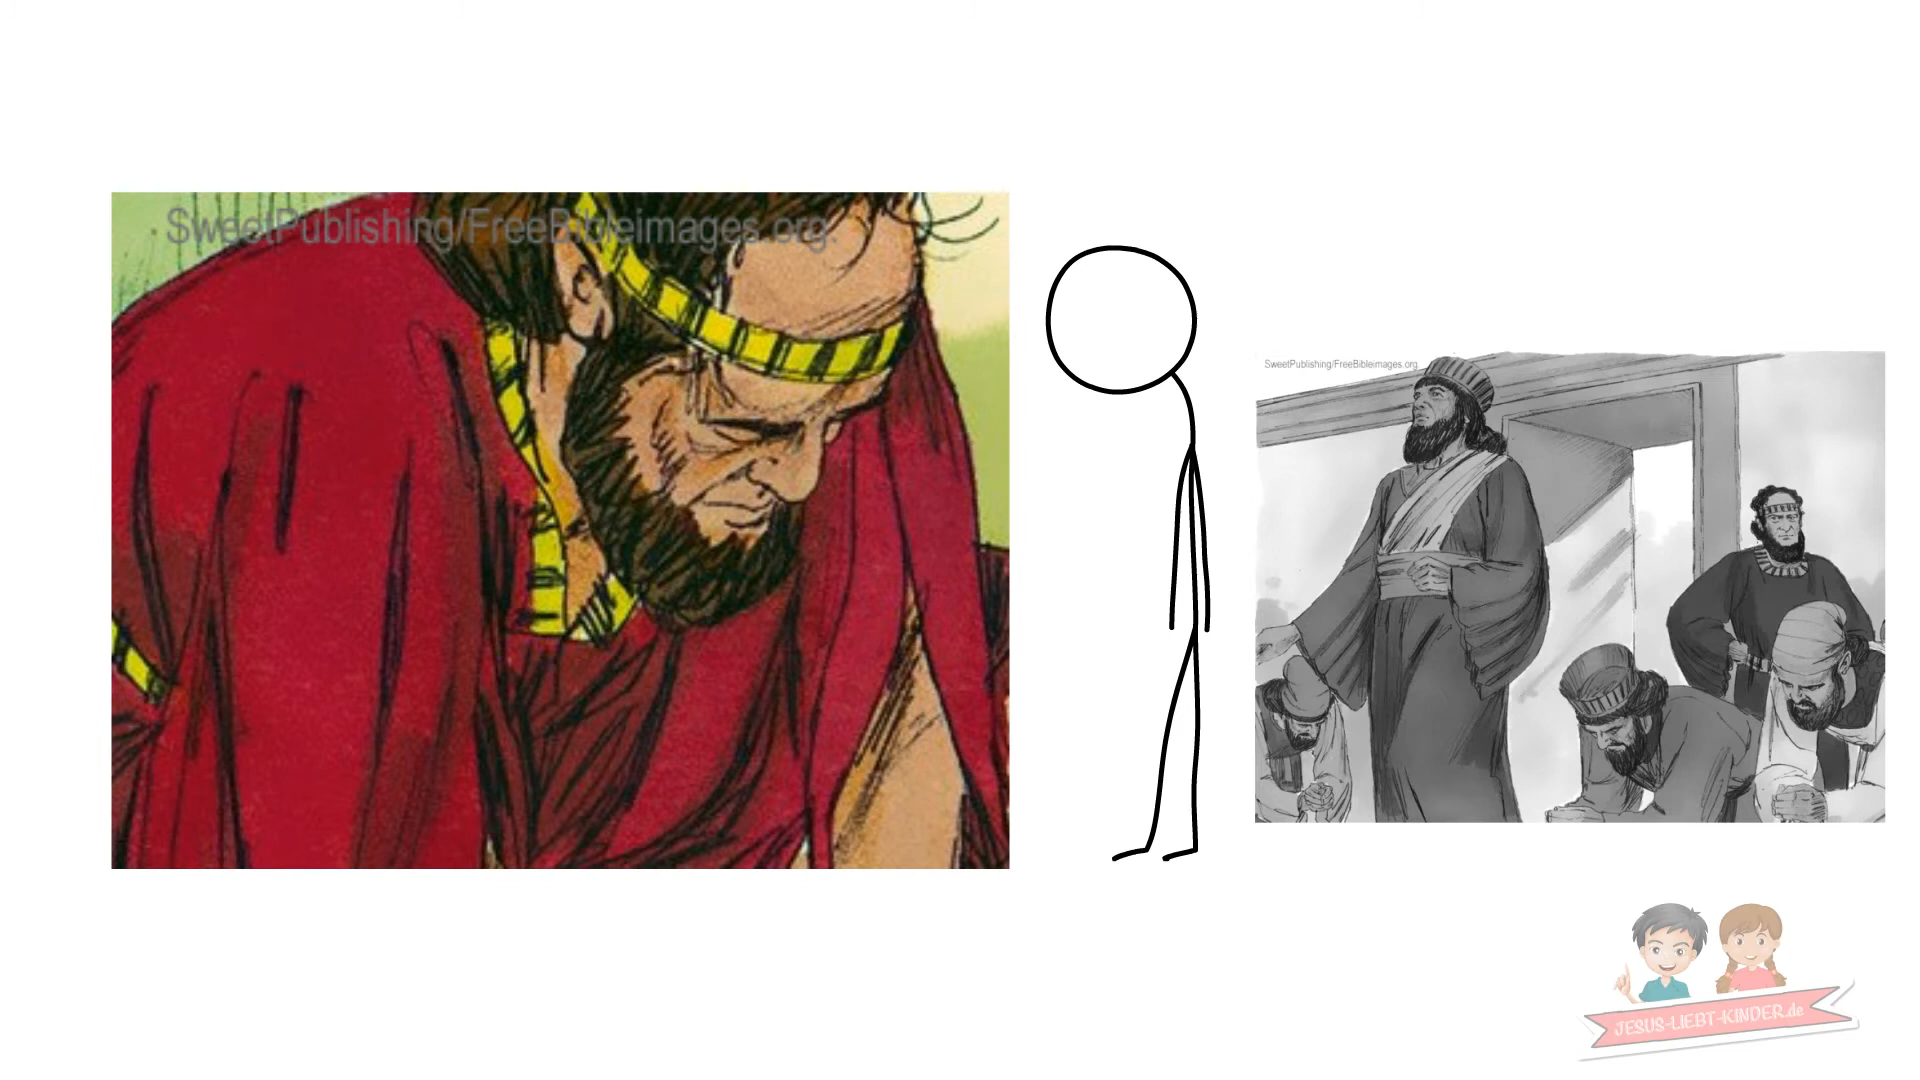 SweetPublishing/FreeBibleimages.org.
SweetPublishing/FreeBibleimages.org
JESUS-LIEBT-KINDER.de